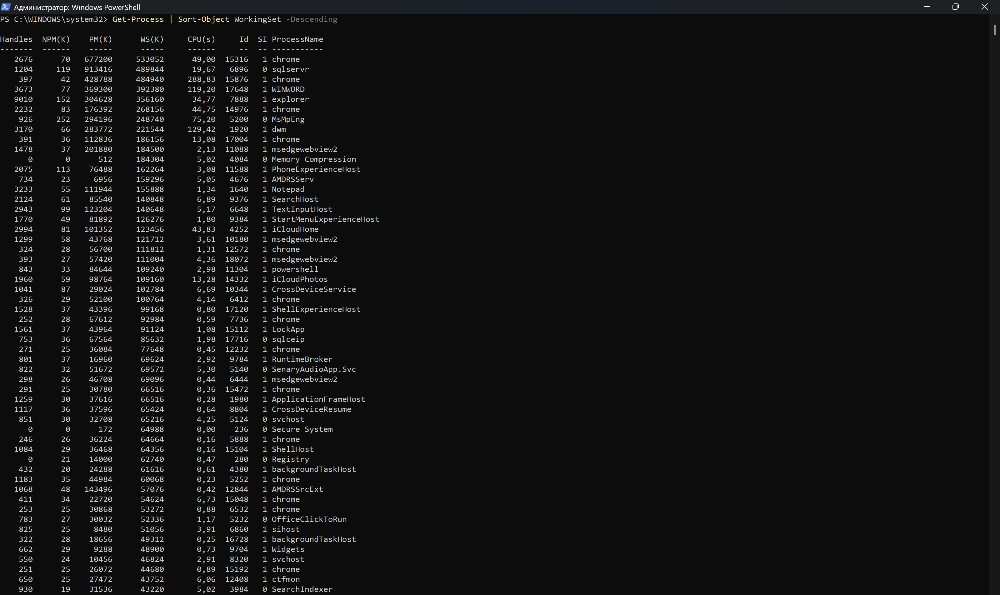 Администратор: Windows PowerShell
PS C:\WINDOWS\system32> Get-Process | Sort-Object WorkingSet -Descending
Handles NPM(K) PM(K) WS(K) CPU(s) Id SI ProcessName
------- ------ ----- ----- ------ -- -- -----------
2676 70 677200 533052 49,00 15316 1 chrome
1204 119 913416 489844 19,67 6896 0 sqlservr
397 42 428788 484940 288,83 15876 1 chrome
3673 77 369300 392380 119,20 17648 1 WINWORD
9010 152 304628 356160 34,77 7888 1 explorer
2232 83 176392 268156 44,75 14976 1 chrome
926 252 294196 248740 75,20 5200 0 MsMpEng
3170 66 283772 221544 129,42 1920 1 dwm
391 36 112836 186156 13,08 17004 1 chrome
1478 37 201880 184500 2,13 11088 1 msedgewebview2
0 0 512 184304 5,02 4084 0 Memory Compression
2075 113 76488 162264 3,08 11588 1 PhoneExperienceHost
734 23 6956 159296 5,05 4676 1 AMDRSServ
3233 55 111944 155888 1,34 1640 1 Notepad
2124 61 85540 140848 6,89 9376 1 SearchHost
2943 99 123204 140648 5,17 6648 1 TextInputHost
1770 49 81892 126276 1,80 9384 1 StartMenuExperienceHost
2994 81 101352 123456 43,83 4252 1 iCloudHome
1299 58 43768 121712 3,61 10180 1 msedgewebview2
324 28 56700 111812 1,31 12572 1 chrome
393 27 57420 111004 4,36 18072 1 msedgewebview2
843 33 84644 109240 2,98 11304 1 powershell
1960 59 98764 109160 13,28 14332 1 iCloudPhotos
1041 87 29024 102784 6,69 10344 1 CrossDeviceService
326 29 52100 100764 4,14 6412 1 chrome
1528 37 43396 99168 0,80 17120 1 ShellExperienceHost
252 28 67612 92984 0,59 7736 1 chrome
1561 37 43964 91124 1,08 15112 1 LockApp
753 36 67564 85632 1,98 17716 0 sqlceip
271 25 36084 77648 0,45 12232 1 chrome
801 37 16960 69624 2,92 9784 1 RuntimeBroker
822 32 51672 69572 5,30 5140 0 SenaryAudioApp.Svc
298 26 46708 69096 0,44 6444 1 msedgewebview2
291 25 30780 66516 0,36 15472 1 chrome
1259 30 37616 66516 0,28 1980 1 ApplicationFrameHost
1117 36 37596 65424 0,64 8804 1 CrossDeviceResume
851 30 32708 65216 4,25 5124 0 svchost
0 0 172 64988 0,00 236 0 Secure System
246 26 36224 64664 0,16 5888 1 chrome
1084 29 36468 64356 0,16 15104 1 ShellHost
0 21 14000 62740 0,47 280 0 Registry
432 20 24288 61616 0,61 4380 1 backgroundTaskHost
1183 35 44984 60068 0,23 5252 1 chrome
1068 48 143496 57076 0,42 12844 1 AMDRSSrcExt
411 34 22720 54624 6,73 15048 1 chrome
253 25 30868 53272 0,88 6532 1 chrome
783 27 30032 52336 1,17 5232 0 OfficeClickToRun
825 25 8480 51056 3,91 6860 1 sihost
322 28 18656 49312 0,25 16728 1 backgroundTaskHost
662 29 9288 48900 0,73 9704 1 Widgets
550 24 10456 46824 2,91 8320 1 svchost
251 25 26072 44680 0,89 15192 1 chrome
650 25 27472 43752 6,06 12408 1 ctfmon
930 19 31536 43220 5,02 3984 0 SearchIndexer